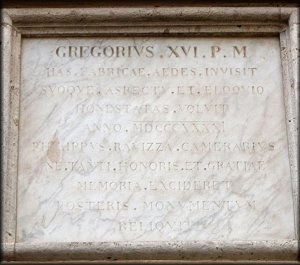 GREGORIVS . XVI . P . M
HAS . FABRICAE . AEDES . INVISIT
SVOQVE . ASPECTV . ET . ELOQVIO
HONESTATAS . VOLVIT
ANNO . MDCCCXXXXI
PHILIPPVS . RAVIZZA . CAMERARIVS
NE . TANTI . HONORIS . ET . GRATIAE
MEMORIA . EXCIDERET
POSTERIS . MONVMENTVM
RELIQVIT